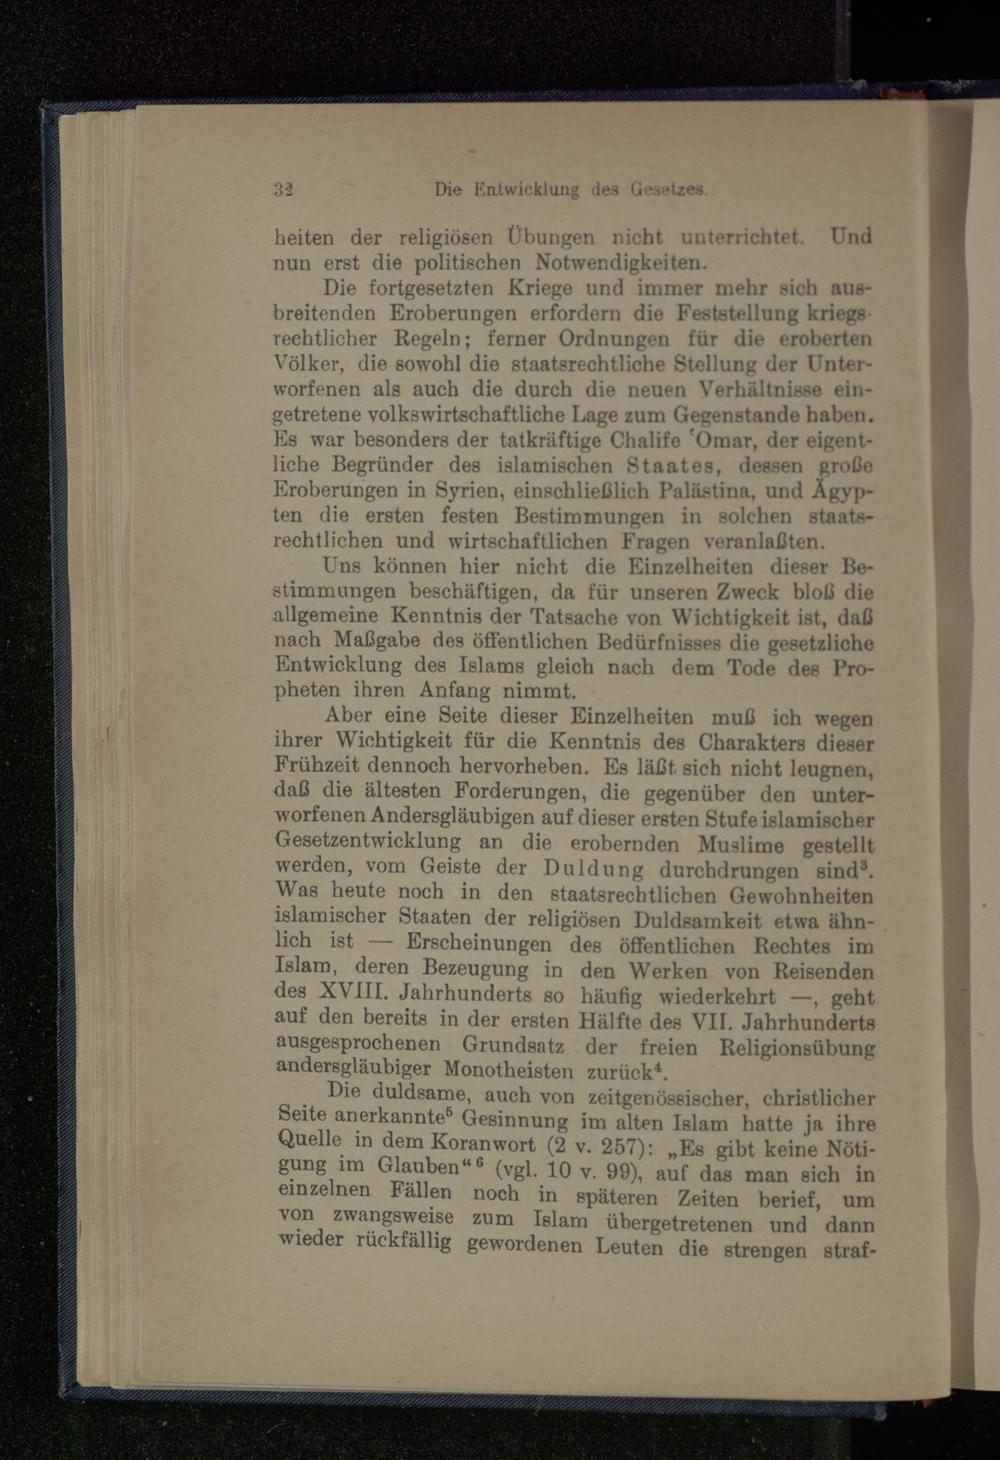 32 Die Entwicklung des Gesetzes.
heiten der religiösen Übungen nicht unterrichtet. Und
nun erst die politischen Notwendigkeiten.
Die fortgesetzten Kriege und immer mehr sich aus-
breitenden Eroberungen erfordern die Feststellung kriegs-
rechtlicher Regeln; ferner Ordnungen für die eroberten
Völker, die sowohl die staatsrechtliche Stellung der Unter-
worfenen als auch die durch die neuen Verhältnisse ein-
getretene volkswirtschaftliche Lage zum Gegenstande haben.
Es war besonders der tatkräftige Chalife ʿOmar, der eigent-
liche Begründer des islamischen Staates, dessen große
Eroberungen in Syrien, einschließlich Palästina, und Ägyp-
ten die ersten festen Bestimmungen in solchen staats-
rechtlichen und wirtschaftlichen Fragen veranlaßten.
Uns können hier nicht die Einzelheiten dieser Be-
stimmungen beschäftigen, da für unseren Zweck bloß die
allgemeine Kenntnis der Tatsache von Wichtigkeit ist, daß
nach Maßgabe des öffentlichen Bedürfnisses die gesetzliche
Entwicklung des Islams gleich nach dem Tode des Pro-
pheten ihren Anfang nimmt.
Aber eine Seite dieser Einzelheiten muß ich wegen
ihrer Wichtigkeit für die Kenntnis des Charakters dieser
Frühzeit dennoch hervorheben. Es läßt sich nicht leugnen,
daß die ältesten Forderungen, die gegenüber den unter-
worfenen Andersgläubigen auf dieser ersten Stufe islamischer
Gesetzentwicklung an die erobernden Muslime gestellt
werden, vom Geiste der Duldung durchdrungen sind³.
Was heute noch in den staatsrechtlichen Gewohnheiten
islamischer Staaten der religiösen Duldsamkeit etwa ähn-
lich ist — Erscheinungen des öffentlichen Rechtes im
Islam, deren Bezeugung in den Werken von Reisenden
des XVIII. Jahrhunderts so häufig wiederkehrt —, geht
auf den bereits in der ersten Hälfte des VII. Jahrhunderts
ausgesprochenen Grundsatz der freien Religionsübung
andersgläubiger Monotheisten zurück⁴.
Die duldsame, auch von zeitgenössischer, christlicher
Seite anerkannte⁵ Gesinnung im alten Islam hatte ja ihre
Quelle in dem Koranwort (2 v. 257): „Es gibt keine Nöti-
gung im Glauben“⁶ (vgl. 10 v. 99), auf das man sich in
einzelnen Fällen noch in späteren Zeiten berief, um
von zwangsweise zum Islam übergetretenen und dann
wieder rückfällig gewordenen Leuten die strengen straf-